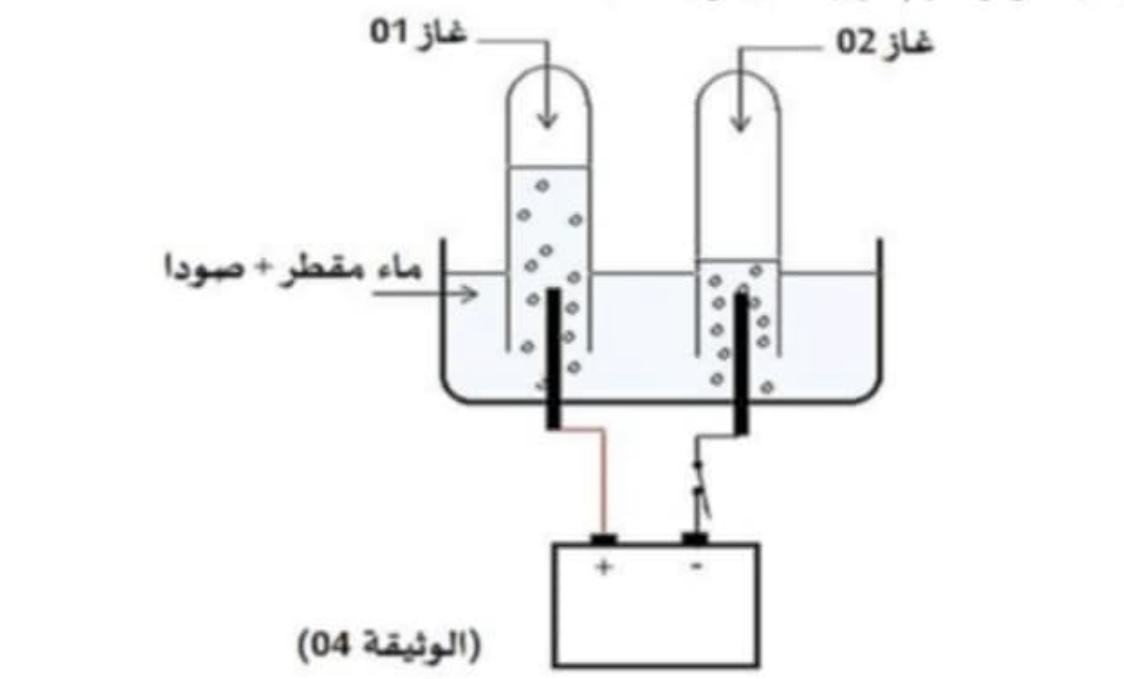 غاز 01
غاز 02
ماء مقطر + صودا
+
-
(الوثيقة 04)